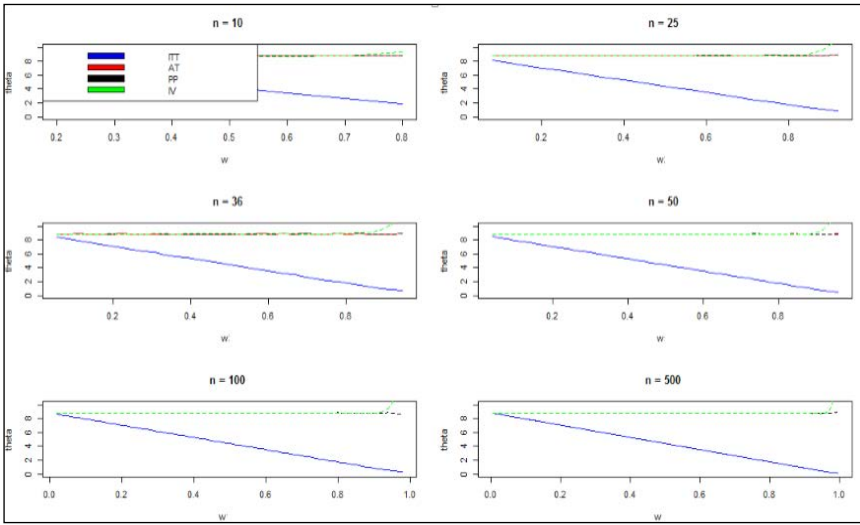 n = 10
n = 25
theta
0 2 4 6 8
ITT
AT
PP
IV
0.2 0.3 0.4 0.5 0.6 0.7 0.8
w
theta
0 2 4 6 8
0.2 0.4 0.6 0.8
w
n = 36
n = 50
theta
0 2 4 6 8
0.2 0.4 0.6 0.8
w
theta
0 2 4 6 8
0.2 0.4 0.6 0.8
w
n = 100
n = 500
theta
0 2 4 6 8
0.0 0.2 0.4 0.6 0.8 1.0
w
theta
0 2 4 6 8
0.0 0.2 0.4 0.6 0.8 1.0
w